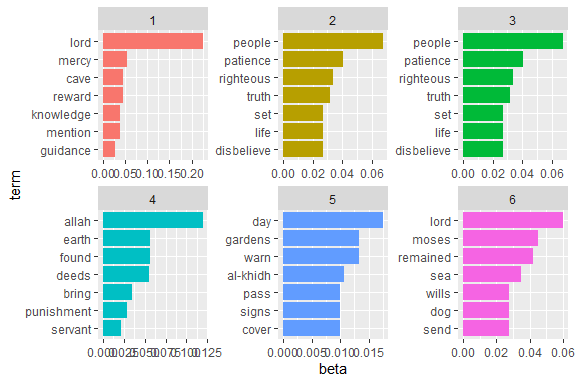 1
lord
mercy
cave
reward
knowledge
mention
guidance
0.00 0.05 0.10 0.15 0.20
2
people
patience
righteous
truth
set
life
disbelieve
0.00 0.02 0.04 0.06
3
people
patience
righteous
truth
set
life
disbelieve
0.00 0.02 0.04 0.06
term
4
allah
earth
found
deeds
bring
punishment
servant
0.000 0.025 0.050 0.075 0.100 0.125
5
day
gardens
warn
al-khidh
pass
signs
cover
0.000 0.005 0.010 0.015
6
lord
moses
remained
sea
wills
dog
send
0.00 0.02 0.04 0.06
beta